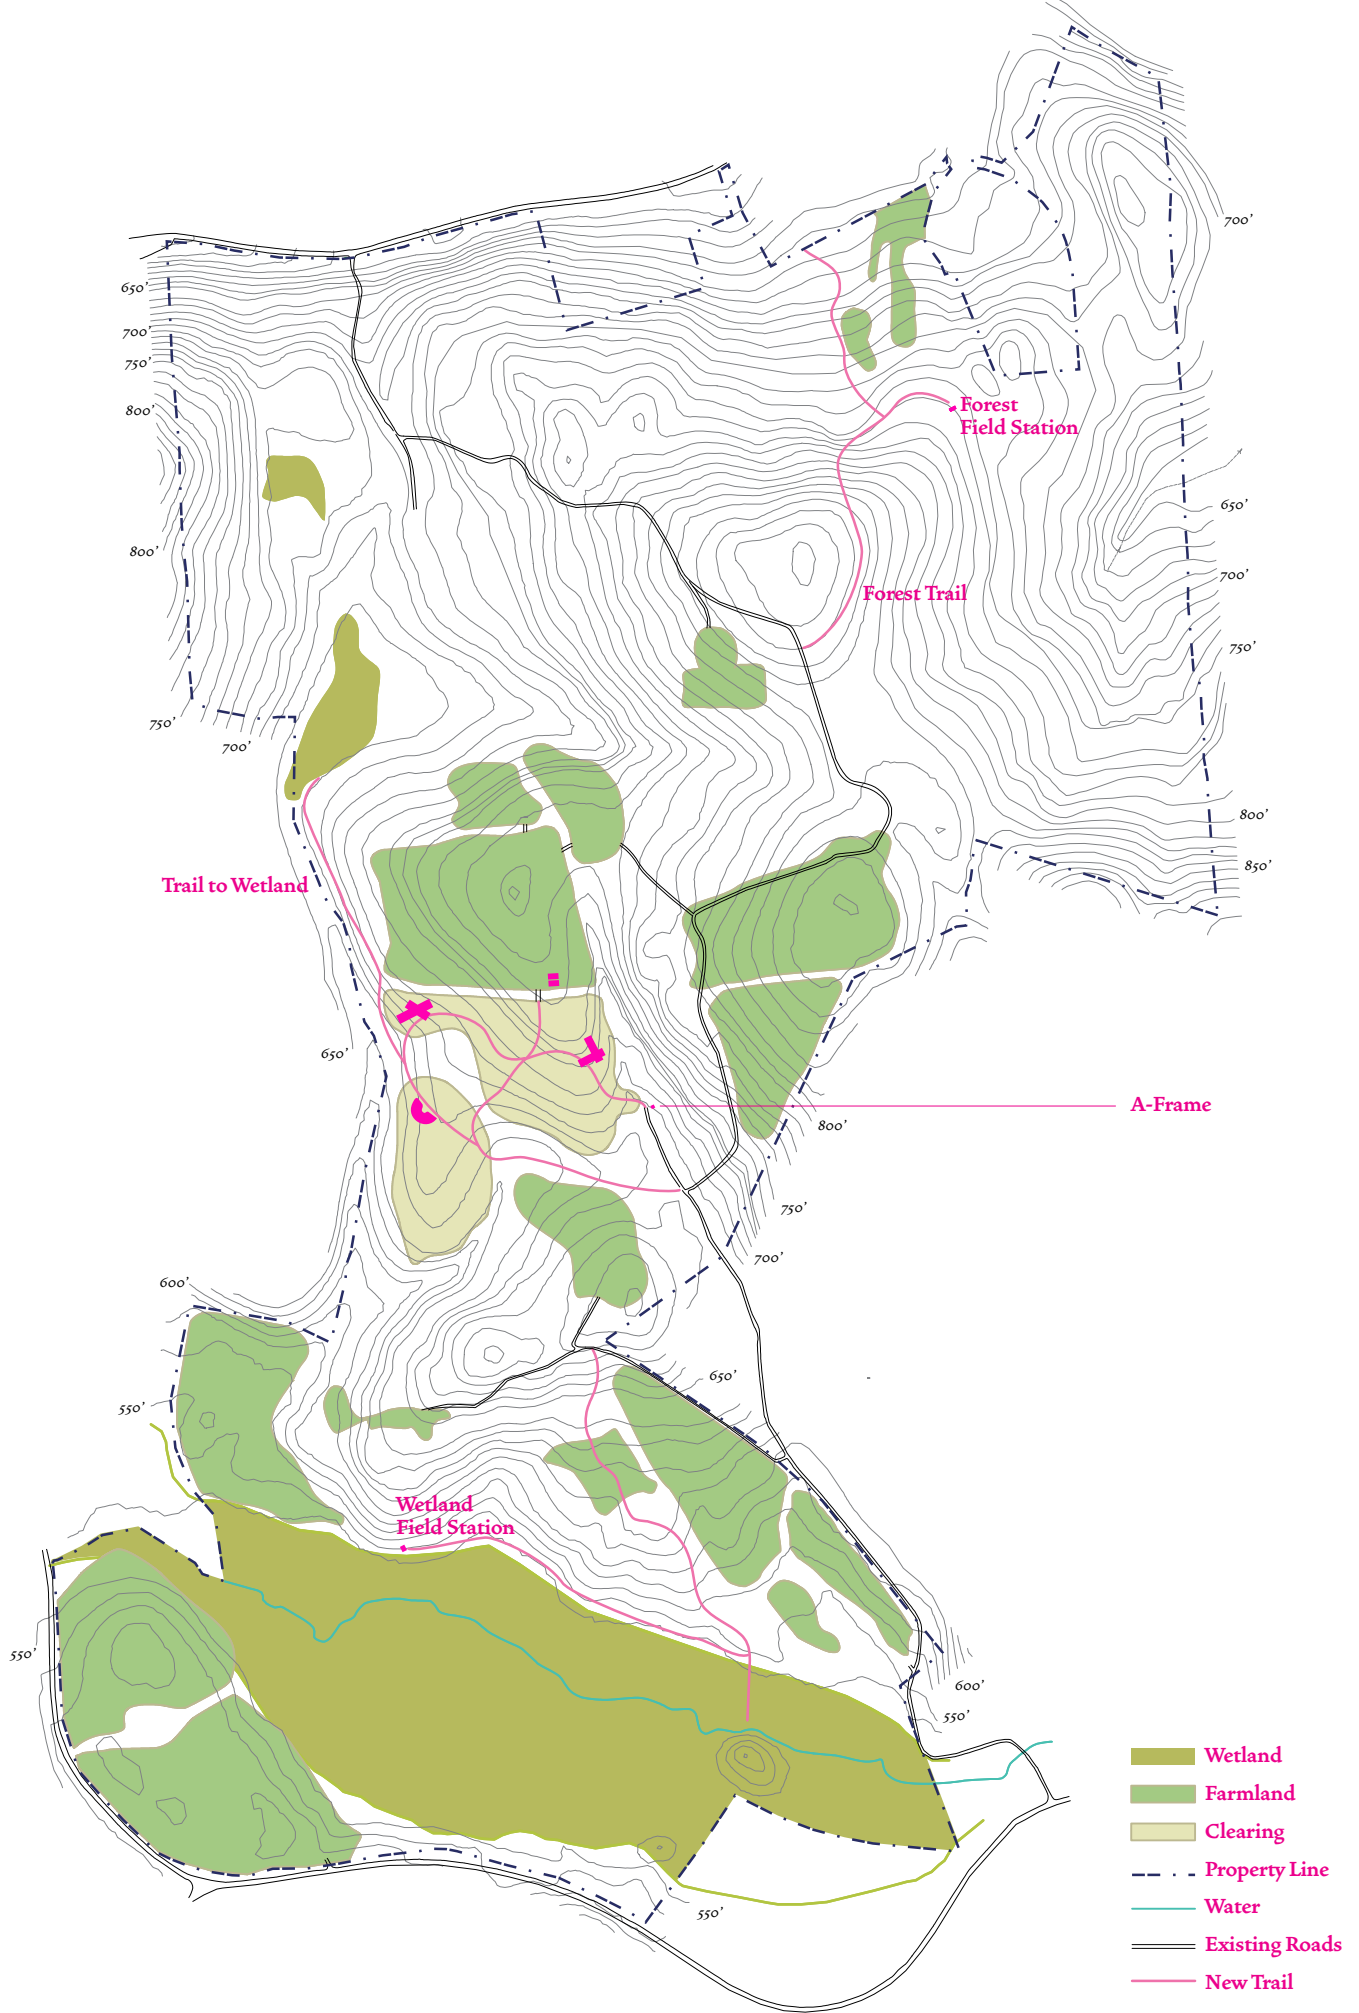 700'
650'
700'
750'
800'
Forest
Field Station
650'
800'
700'
Forest Trail
750'
750'
700'
800'
850'
Trail to Wetland
650'
A-Frame
800'
750'
700'
600'
650'
550'
Wetland
Field Station
550'
600'
550'
Wetland
Farmland
Clearing
Property Line
Water
550'
Existing Roads
New Trail